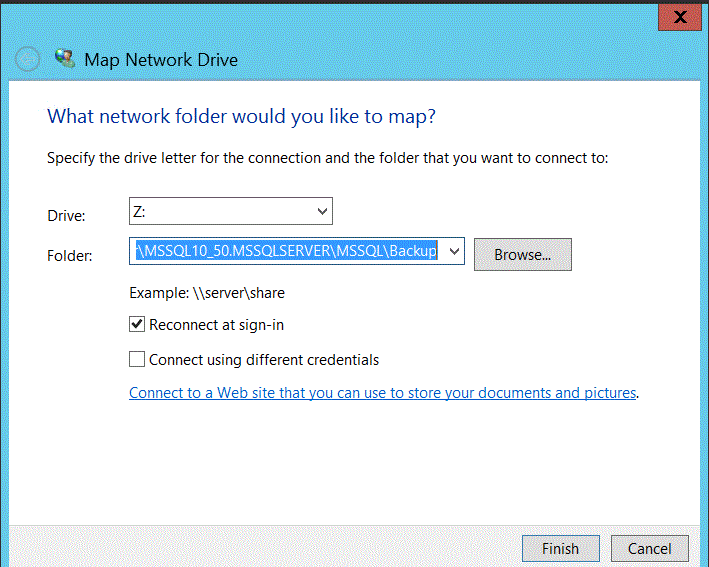 X
Map Network Drive
What network folder would you like to map?
Specify the drive letter for the connection and the folder that you want to connect to:
Drive: Z:
Folder: \MSSQL10_50.MSSQLSERVER\MSSQL\Backup Browse...
Example: \\server\share
Reconnect at sign-in
Connect using different credentials
Connect to a Web site that you can use to store your documents and pictures.
Finish Cancel